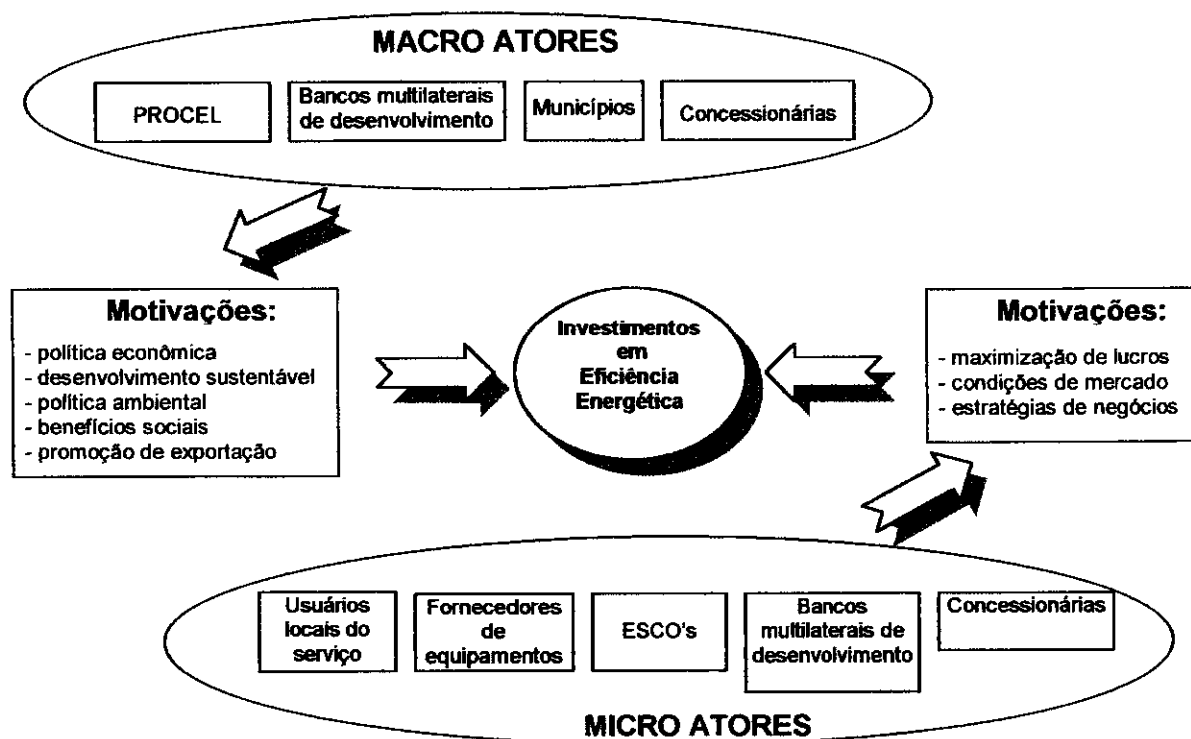 MACRO ATORES
PROCEL
Bancos multilaterais
de desenvolvimento
Municípios
Concessionárias
Motivações:
- política econômica
- desenvolvimento sustentável
- política ambiental
- benefícios sociais
- promoção de exportação
Investimentos
em
Eficiência
Energética
Motivações:
- maximização de lucros
- condições de mercado
- estratégias de negócios
Usuários
locais do
serviço
Fornecedores
de
equipamentos
ESCO's
Bancos
multilaterais de
desenvolvimento
Concessionárias
MICRO ATORES